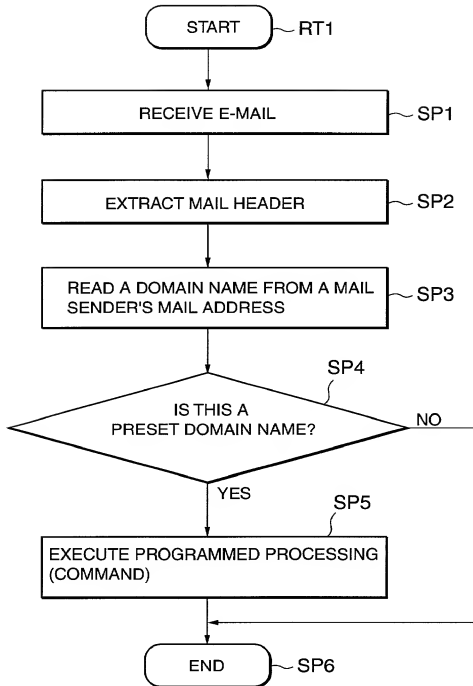 START
RT1
RECEIVE E-MAIL
SP1
EXTRACT MAIL HEADER
SP2
READ A DOMAIN NAME FROM A MAIL
SENDER'S MAIL ADDRESS
SP3
SP4
IS THIS A
PRESET DOMAIN NAME?
NO
YES
SP5
EXECUTE PROGRAMMED PROCESSING
(COMMAND)
END
SP6